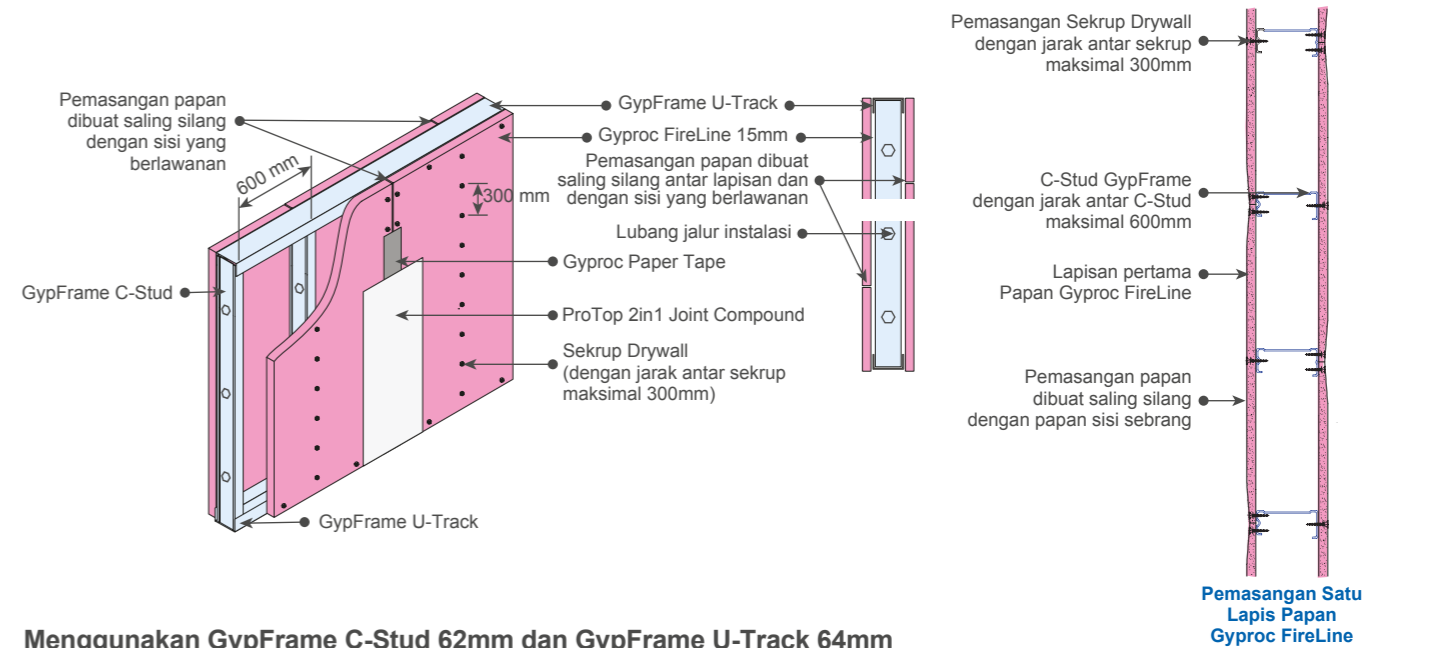 Pemasangan papan
dibuat saling silang
dengan sisi yang
berlawanan
600 mm
300 mm
GypFrame C-Stud
GypFrame U-Track
GypFrame U-Track
Gyproc FireLine 15mm
Pemasangan papan dibuat
saling silang antar lapisan dan
dengan sisi yang berlawanan
Lubang jalur instalasi
Gyproc Paper Tape
ProTop 2in1 Joint Compound
Sekrup Drywall
(dengan jarak antar sekrup
maksimal 300mm)
Pemasangan Sekrup Drywall
dengan jarak antar sekrup
maksimal 300mm
C-Stud GypFrame
dengan jarak antar C-Stud
maksimal 600mm
Lapisan pertama
Papan Gyproc FireLine
Pemasangan papan
dibuat saling silang
dengan papan sisi sebrang
Pemasangan Satu
Lapis Papan
Gyproc FireLine
Menggunakan GypFrame C-Stud 62mm dan GypFrame U-Track 64mm